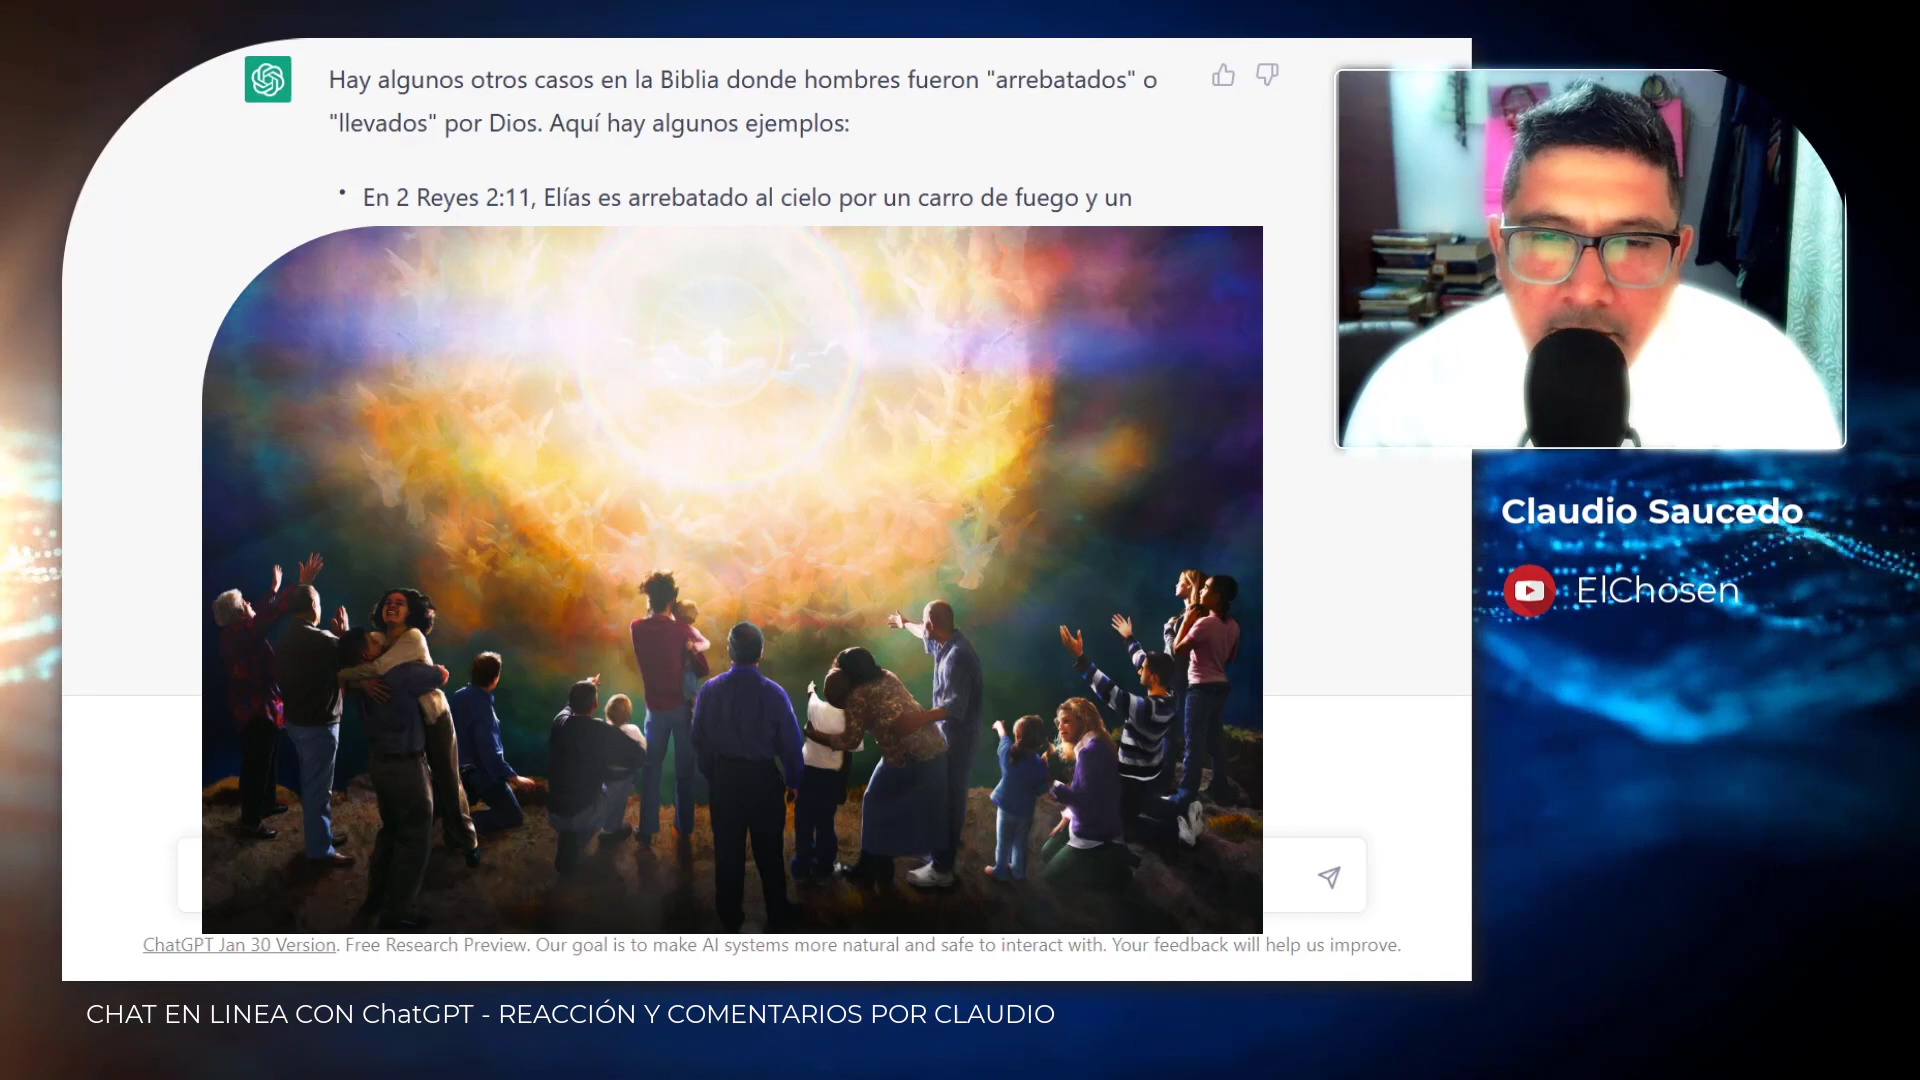 Hay algunos otros casos en la Biblia donde hombres fueron "arrebatados" o
"llevados" por Dios. Aquí hay algunos ejemplos:
• En 2 Reyes 2:11, Elías es arrebatado al cielo por un carro de fuego y un
Claudio Saucedo
ElChosen
ChatGPT Jan 30 Version. Free Research Preview. Our goal is to make AI systems more natural and safe to interact with. Your feedback will help us improve.
CHAT EN LINEA CON ChatGPT - REACCIÓN Y COMENTARIOS POR CLAUDIO